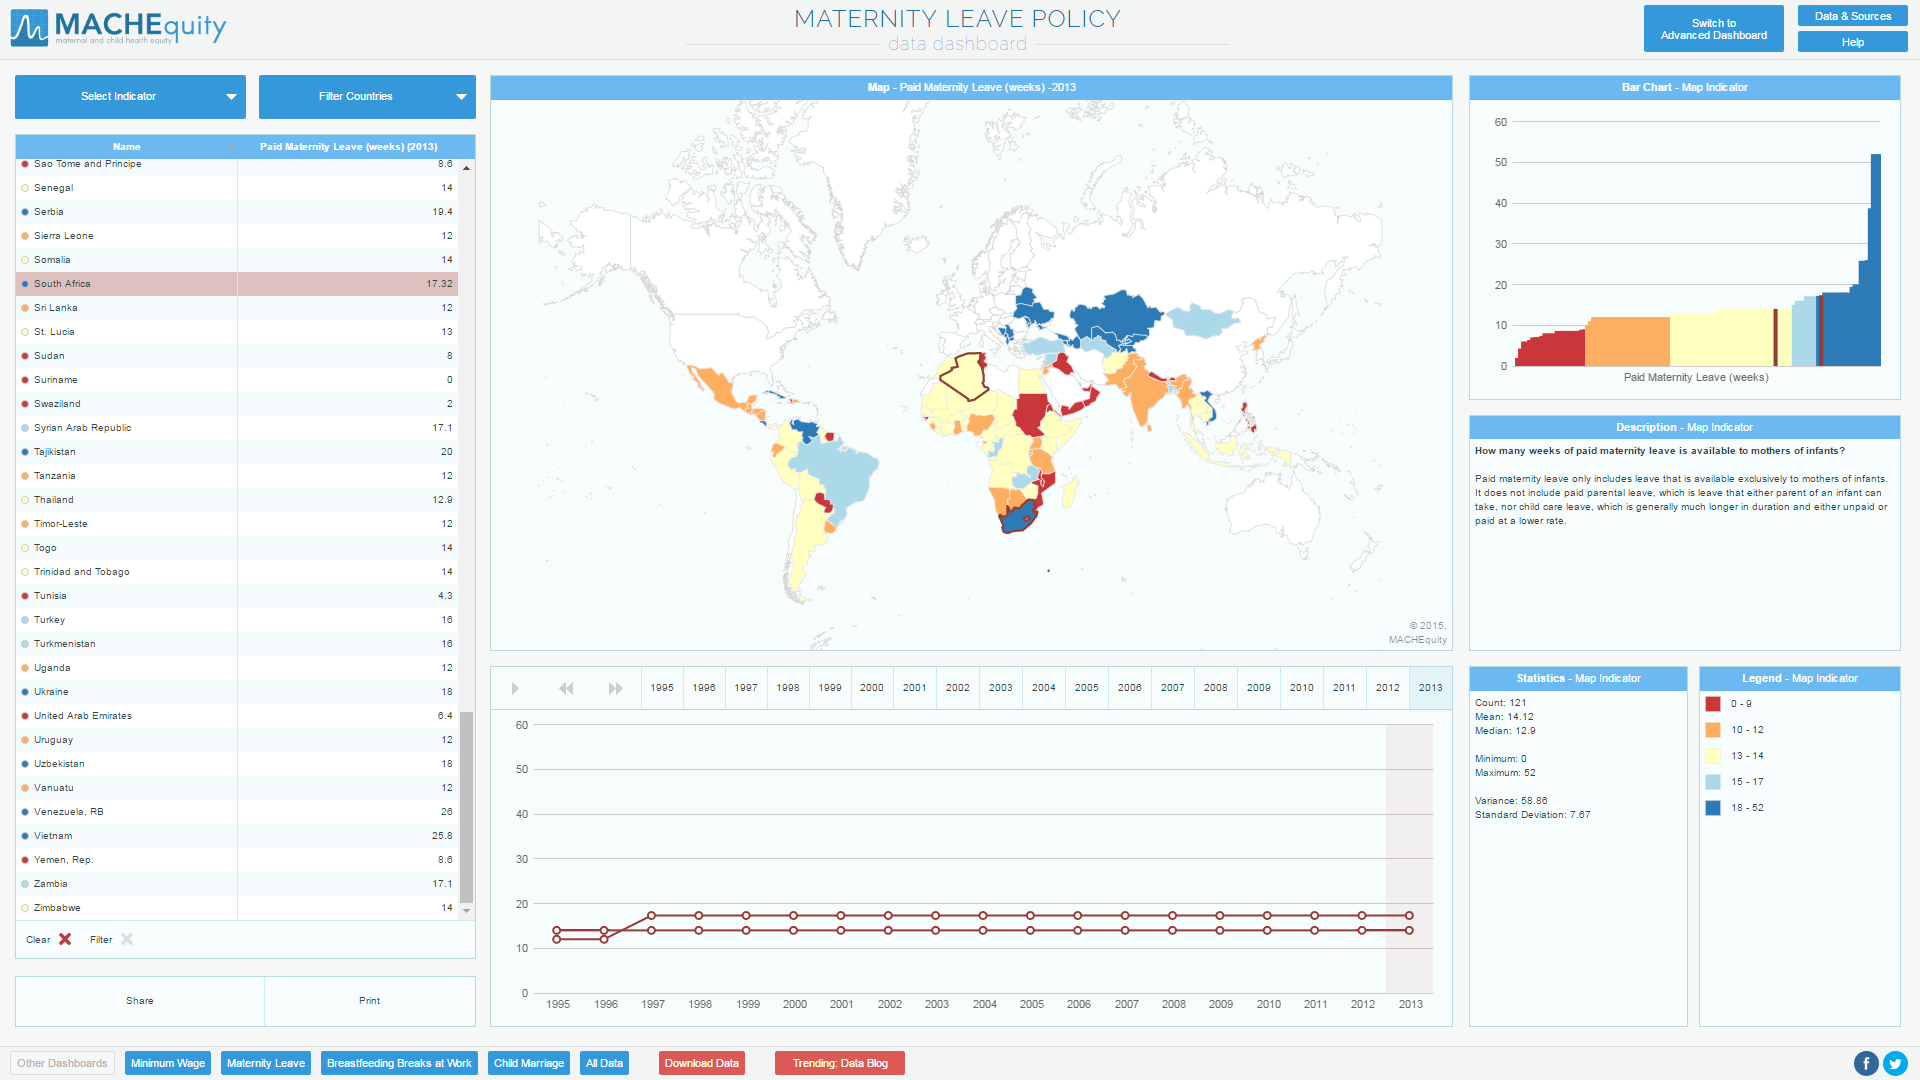 MACHEquity
maternal and child health equity
MATERNITY LEAVE POLICY
data dashboard
Switch to
Advanced Dashboard
Data & Sources
Help
Select Indicator
Filter Countries
Name Paid Maternity Leave (weeks) (2013)
Sao Tome and Principe 8.6
Senegal 14
Serbia 19.4
Sierra Leone 12
Somalia 14
South Africa 17.32
Sri Lanka 12
St. Lucia 13
Sudan 8
Suriname 0
Swaziland 2
Syrian Arab Republic 17.1
Tajikistan 20
Tanzania 12
Thailand 12.9
Timor-Leste 12
Togo 14
Trinidad and Tobago 14
Tunisia 4.3
Turkey 16
Turkmenistan 16
Uganda 12
Ukraine 18
United Arab Emirates 6.4
Uruguay 12
Uzbekistan 18
Vanuatu 12
Venezuela, RB 26
Vietnam 25.8
Yemen, Rep. 8.6
Zambia 17.1
Zimbabwe 14
Clear Filter
Share Print
Map - Paid Maternity Leave (weeks) -2013
© 2015,
MACHEquity
1995 1996 1997 1998 1999 2000 2001 2002 2003 2004 2005 2006 2007 2008 2009 2010 2011 2012 2013
60
50
40
30
20
10
0
1995 1996 1997 1998 1999 2000 2001 2002 2003 2004 2005 2006 2007 2008 2009 2010 2011 2012 2013
Bar Chart - Map Indicator
60
50
40
30
20
10
0
Paid Maternity Leave (weeks)
Description - Map Indicator
How many weeks of paid maternity leave is available to mothers of infants?
Paid maternity leave only includes leave that is available exclusively to mothers of infants.
It does not include paid parental leave, which is leave that either parent of an infant can
take, nor child care leave, which is generally much longer in duration and either unpaid or
paid at a lower rate.
Statistics - Map Indicator
Count: 121
Mean: 14.12
Median: 12.9
Minimum: 0
Maximum: 52
Variance: 58.86
Standard Deviation: 7.67
Legend - Map Indicator
0 - 9
10 - 12
13 - 14
15 - 17
18 - 52
Other Dashboards Minimum Wage Maternity Leave Breastfeeding Breaks at Work Child Marriage All Data Download Data Trending: Data Blog